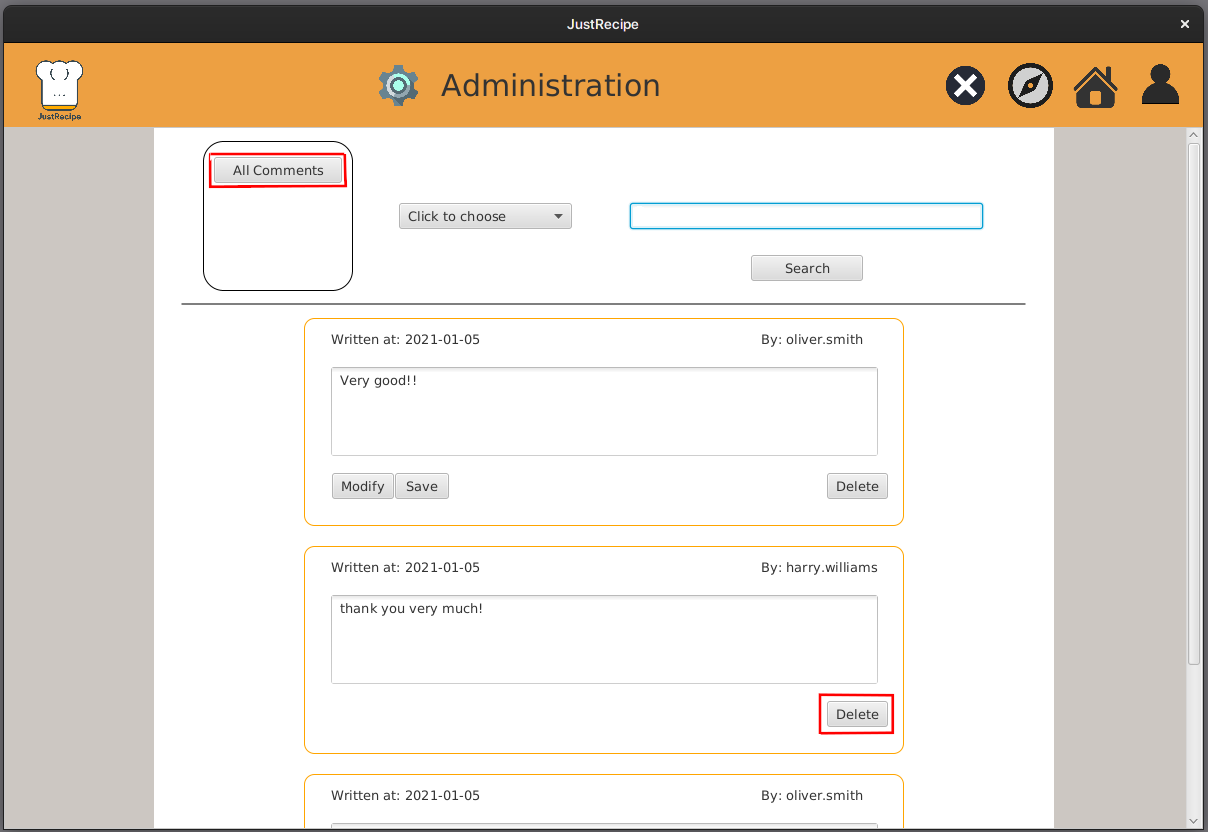 JustRecipe
JustRecipe
Administration
All Comments
Click to choose
Search
Written at: 2021-01-05 By: oliver.smith
Very good!!
Modify Save Delete
Written at: 2021-01-05 By: harry.williams
thank you very much!
Delete
Written at: 2021-01-05 By: oliver.smith